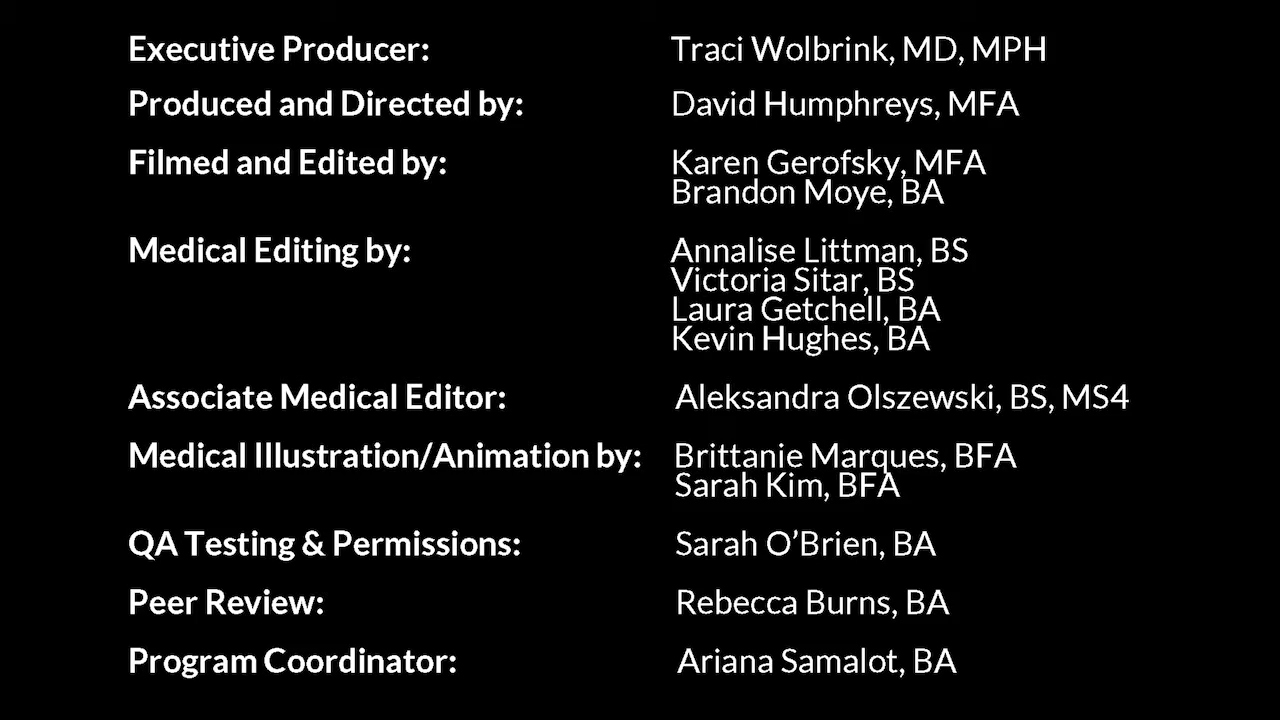 Executive Producer: Traci Wolbrink, MD, MPH
Produced and Directed by: David Humphreys, MFA
Filmed and Edited by: Karen Gerofsky, MFA
Brandon Moye, BA
Medical Editing by: Annalise Littman, BS
Victoria Sitar, BS
Laura Getchell, BA
Kevin Hughes, BA
Associate Medical Editor: Aleksandra Olszewski, BS, MS4
Medical Illustration/Animation by: Brittanie Marques, BFA
Sarah Kim, BFA
QA Testing & Permissions: Sarah O’Brien, BA
Peer Review: Rebecca Burns, BA
Program Coordinator: Ariana Samalot, BA